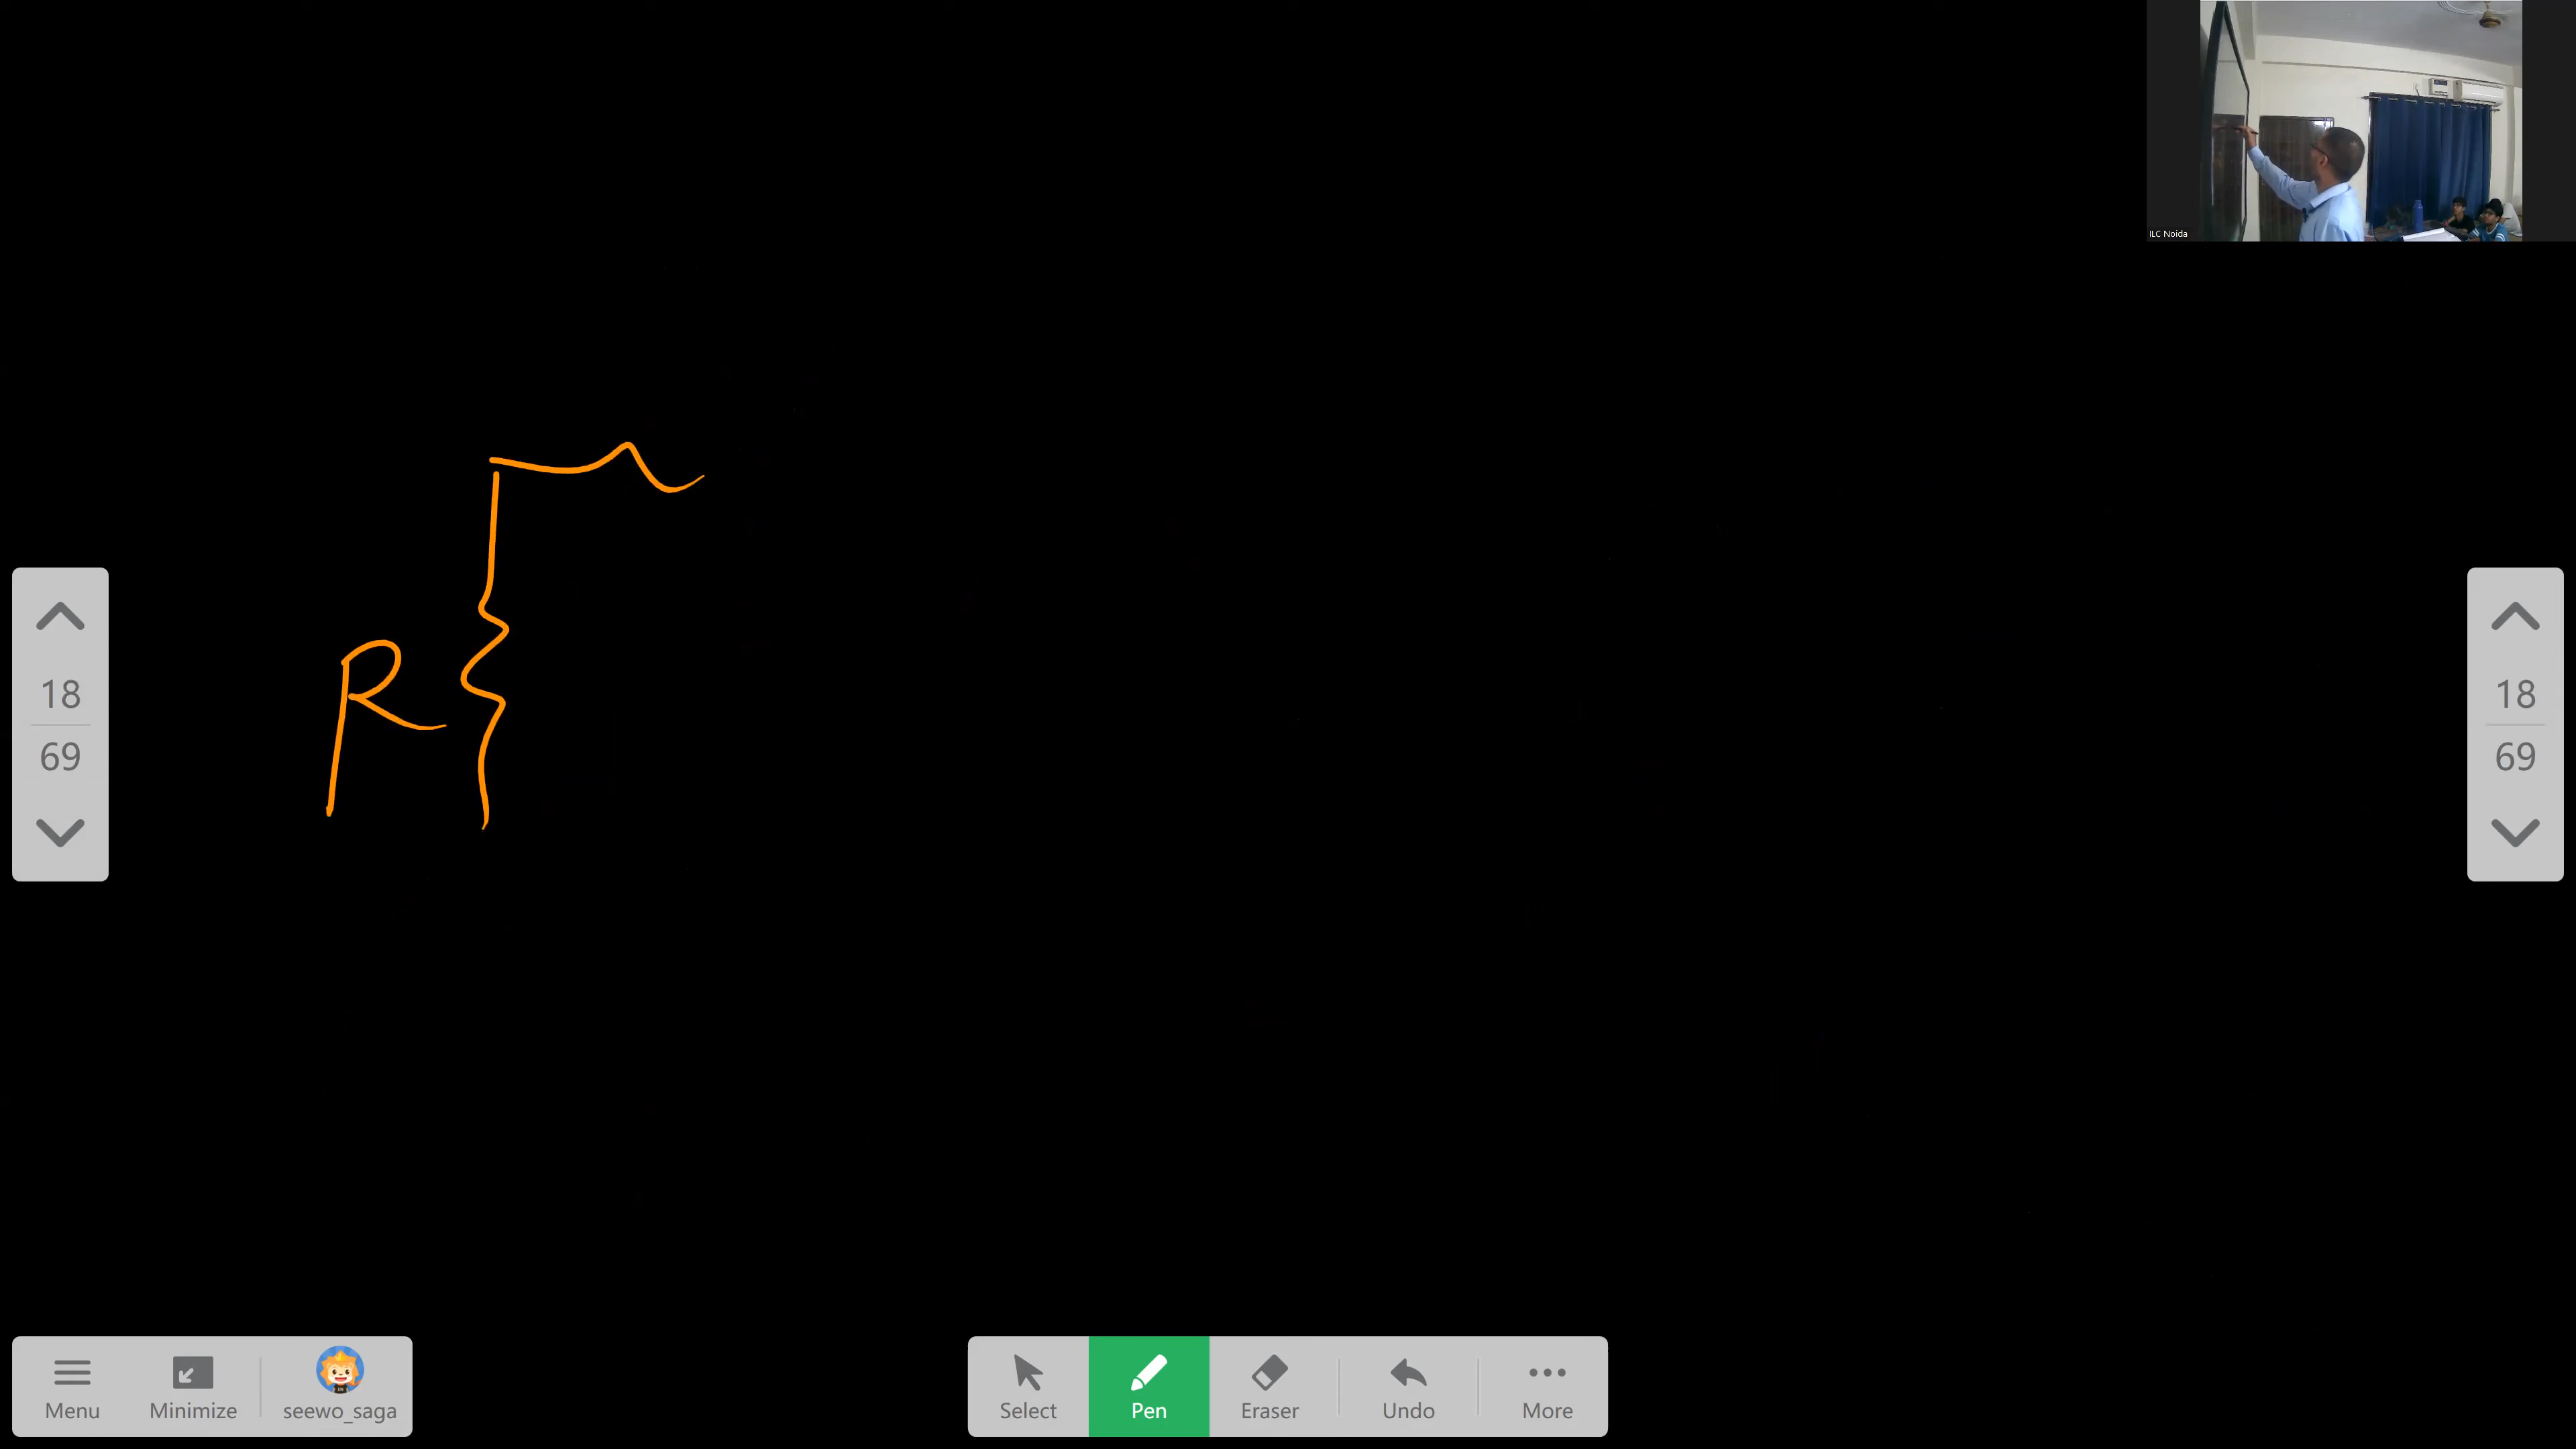 ILC Noida
R
18
69
18
69
Menu
Minimize
seewo_saga
Select
Pen
Eraser
Undo
More